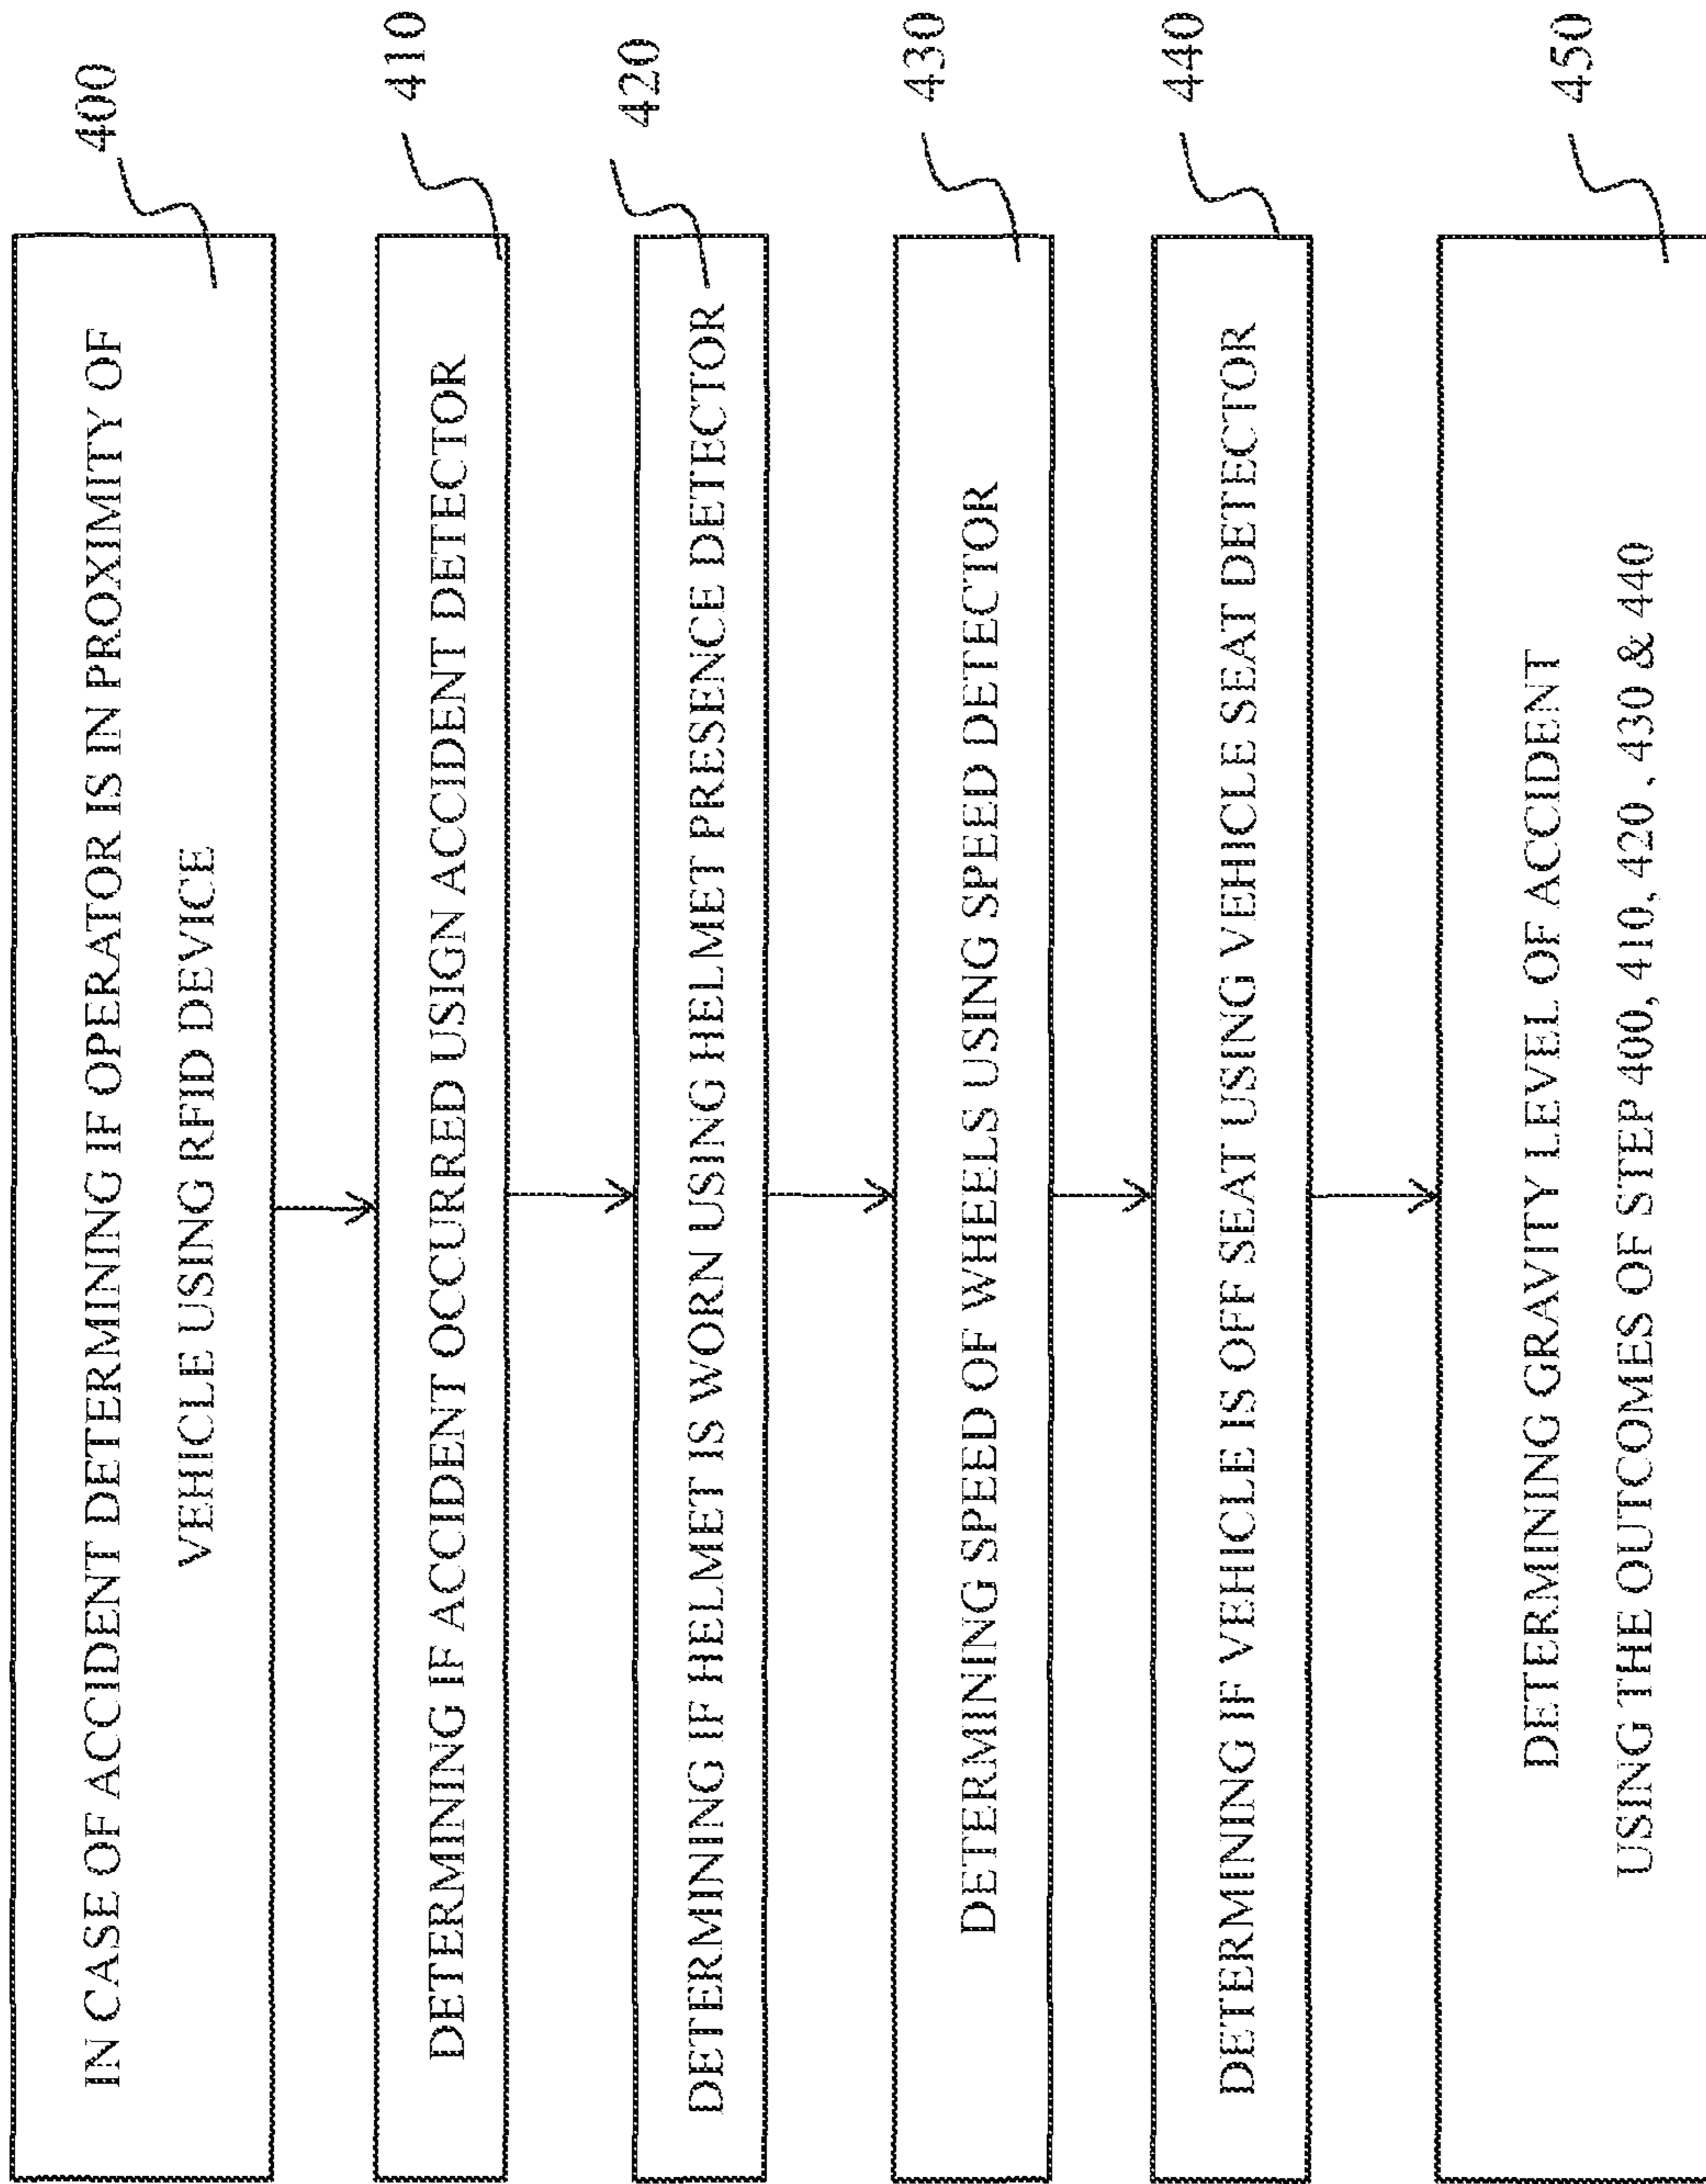 IN CASE OF ACCIDENT DETERMINING IF OPERATOR IS IN PROXIMITY OF
VEHICLE USING RFID DEVICE
400
DETERMINING IF ACCIDENT OCCURRED USIGN ACCIDENT DETECTOR
410
DETERMINING IF HELMET IS WORN USING HELMET PRESENCE DETECTOR
420
DETERMINING SPEED OF WHEELS USING SPEED DETECTOR
430
DETERMINING IF VEHICLE IS OFF SEAT USING VEHICLE SEAT DETECTOR
440
DETERMINING GRAVITY LEVEL OF ACCIDENT
USING THE OUTCOMES OF STEP 400, 410, 420 , 430 & 440
450